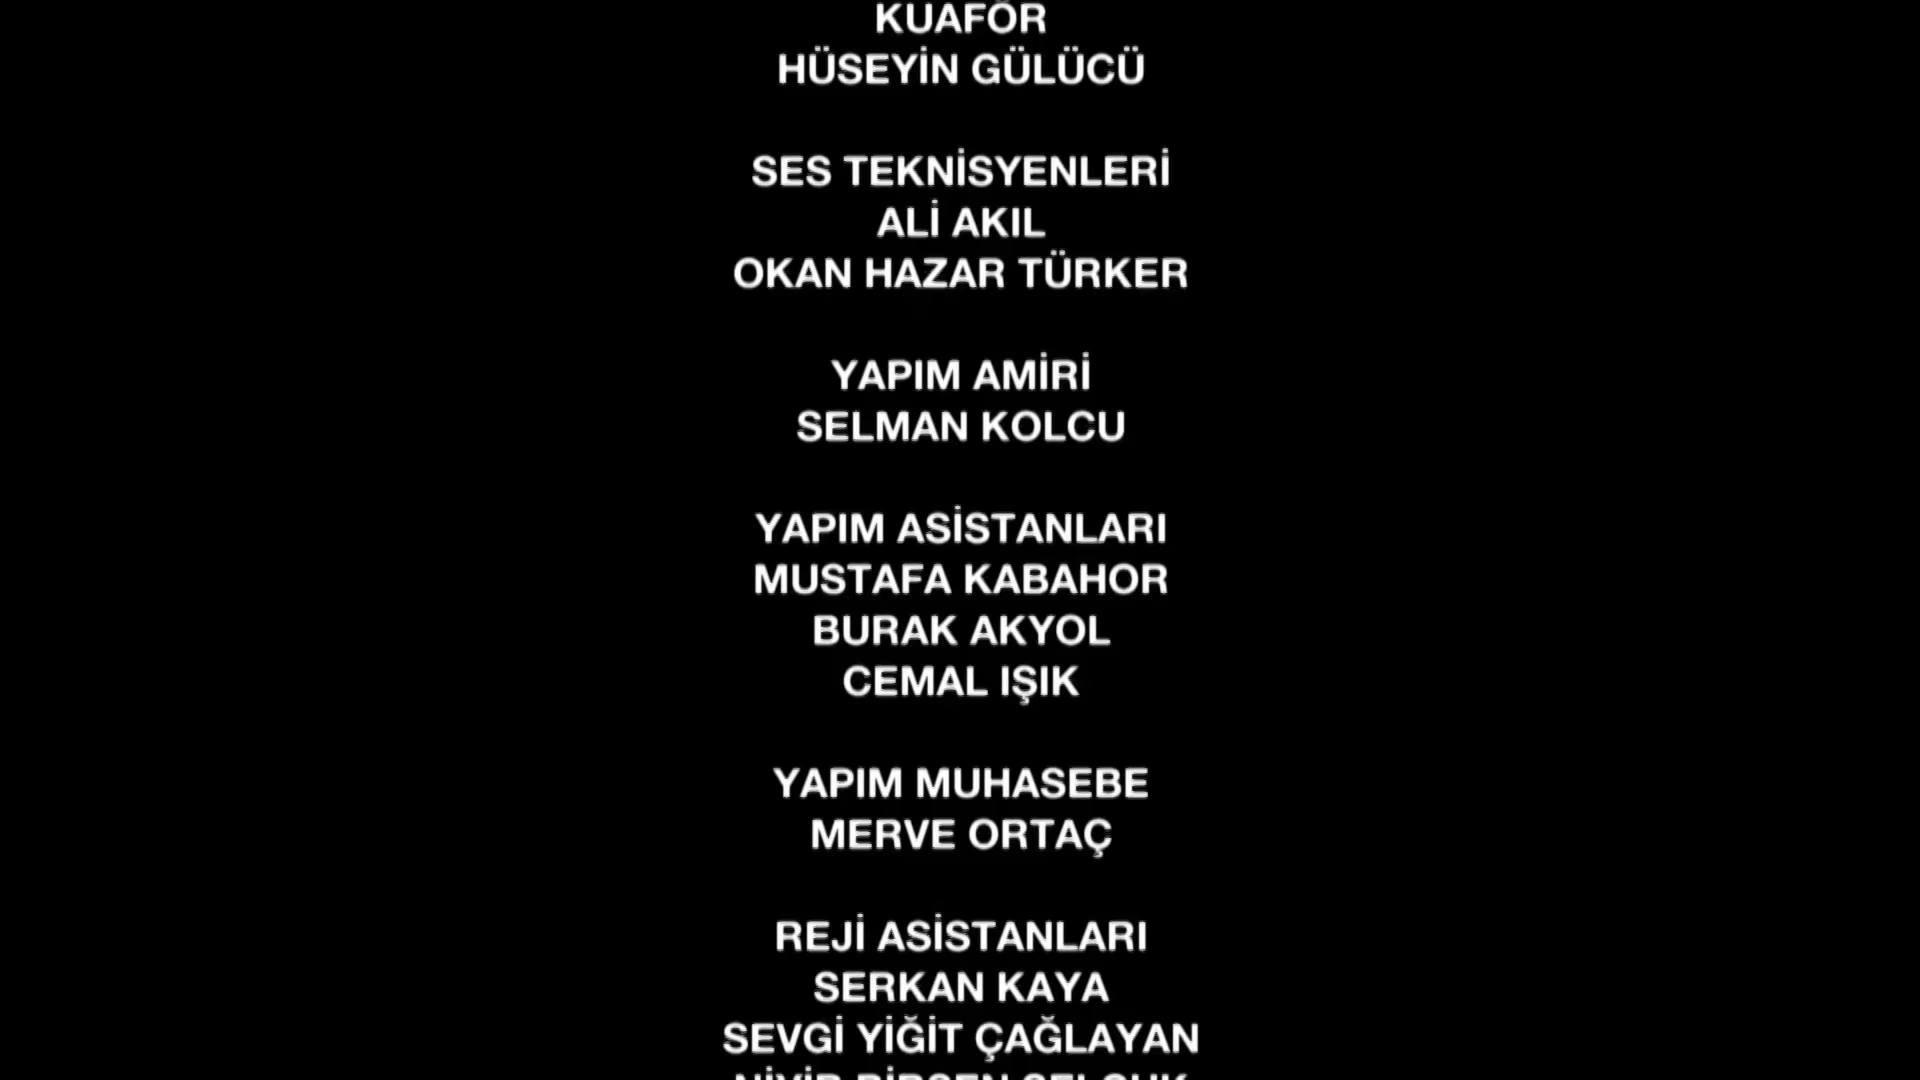 KUAFÖR
HÜSEYİN GÜLÜCÜ
SES TEKNİSYENLERİ
ALİ AKIL
OKAN HAZAR TÜRKER
YAPIM AMİRİ
SELMAN KOLCU
YAPIM ASİSTANLARI
MUSTAFA KABAHOR
BURAK AKYOL
CEMAL IŞIK
YAPIM MUHASEBE
MERVE ORTAÇ
REJİ ASİSTANLARI
SERKAN KAYA
SEVGİ YİĞİT ÇAĞLAYAN